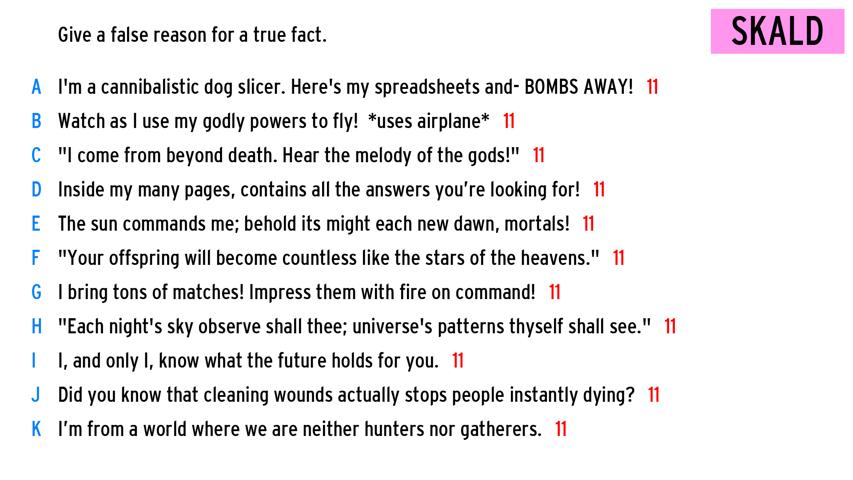 Give a false reason for a true fact.
SKALD
A I'm a cannibalistic dog slicer. Here's my spreadsheets and- BOMBS AWAY! 11
B Watch as I use my godly powers to fly! *uses airplane* 11
C "I come from beyond death. Hear the melody of the gods!" 11
D Inside my many pages, contains all the answers you’re looking for! 11
E The sun commands me; behold its might each new dawn, mortals! 11
F "Your offspring will become countless like the stars of the heavens." 11
G I bring tons of matches! Impress them with fire on command! 11
H "Each night's sky observe shall thee; universe's patterns thyself shall see." 11
I I, and only I, know what the future holds for you. 11
J Did you know that cleaning wounds actually stops people instantly dying? 11
K I’m from a world where we are neither hunters nor gatherers. 11